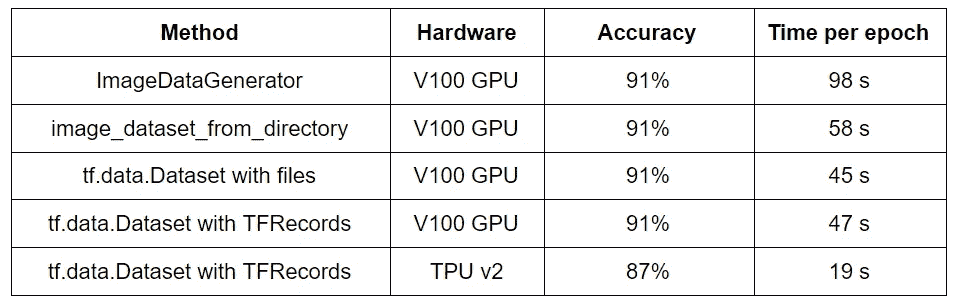 Method Hardware Accuracy Time per epoch
ImageDataGenerator V100 GPU 91% 98 s
image_dataset_from_directory V100 GPU 91% 58 s
tf.data.Dataset with files V100 GPU 91% 45 s
tf.data.Dataset with TFRecords V100 GPU 91% 47 s
tf.data.Dataset with TFRecords TPU v2 87% 19 s